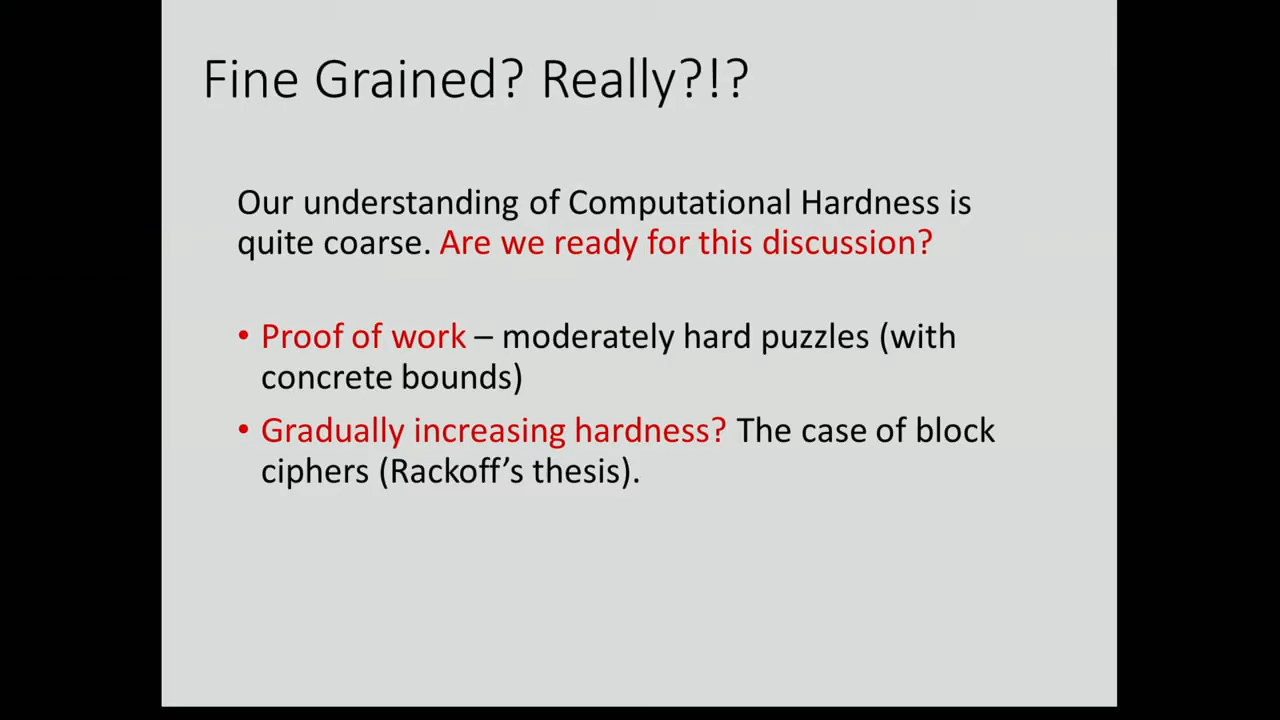 Fine Grained? Really?!?
Our understanding of Computational Hardness is
quite coarse. Are we ready for this discussion?
• Proof of work – moderately hard puzzles (with
concrete bounds)
• Gradually increasing hardness? The case of block
ciphers (Rackoff’s thesis).